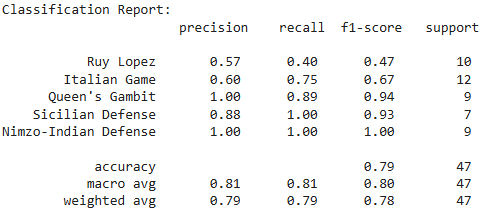 Classification Report:
precision recall f1-score support
Ruy Lopez 0.57 0.40 0.47 10
Italian Game 0.60 0.75 0.67 12
Queen's Gambit 1.00 0.89 0.94 9
Sicilian Defense 0.88 1.00 0.93 7
Nimzo-Indian Defense 1.00 1.00 1.00 9
accuracy 0.79 47
macro avg 0.81 0.81 0.80 47
weighted avg 0.79 0.79 0.78 47